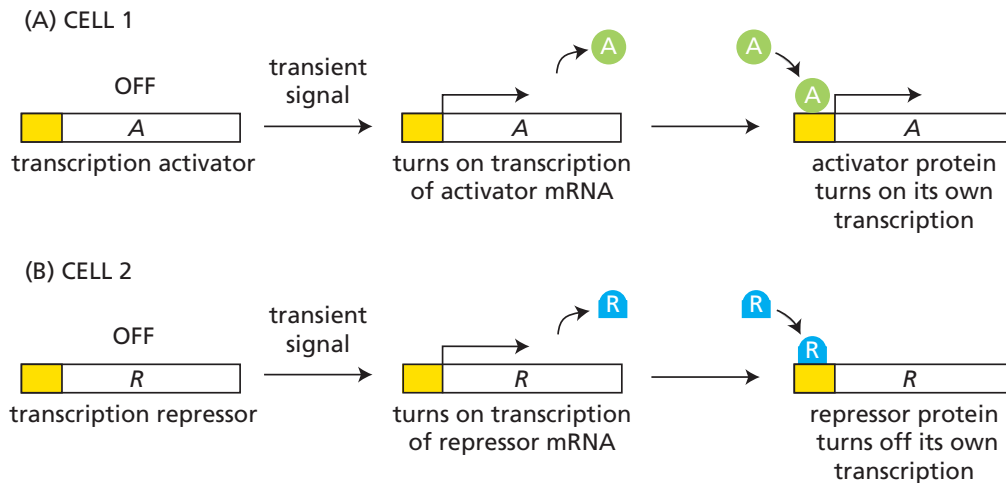 (A) CELL 1
OFF
transient
signal
A
A
A
A
A
A
transcription activator
turns on transcription
of activator mRNA
activator protein
turns on its own
transcription
(B) CELL 2
OFF
transient
signal
R
R
R
R
R
R
transcription repressor
turns on transcription
of repressor mRNA
repressor protein
turns off its own
transcription